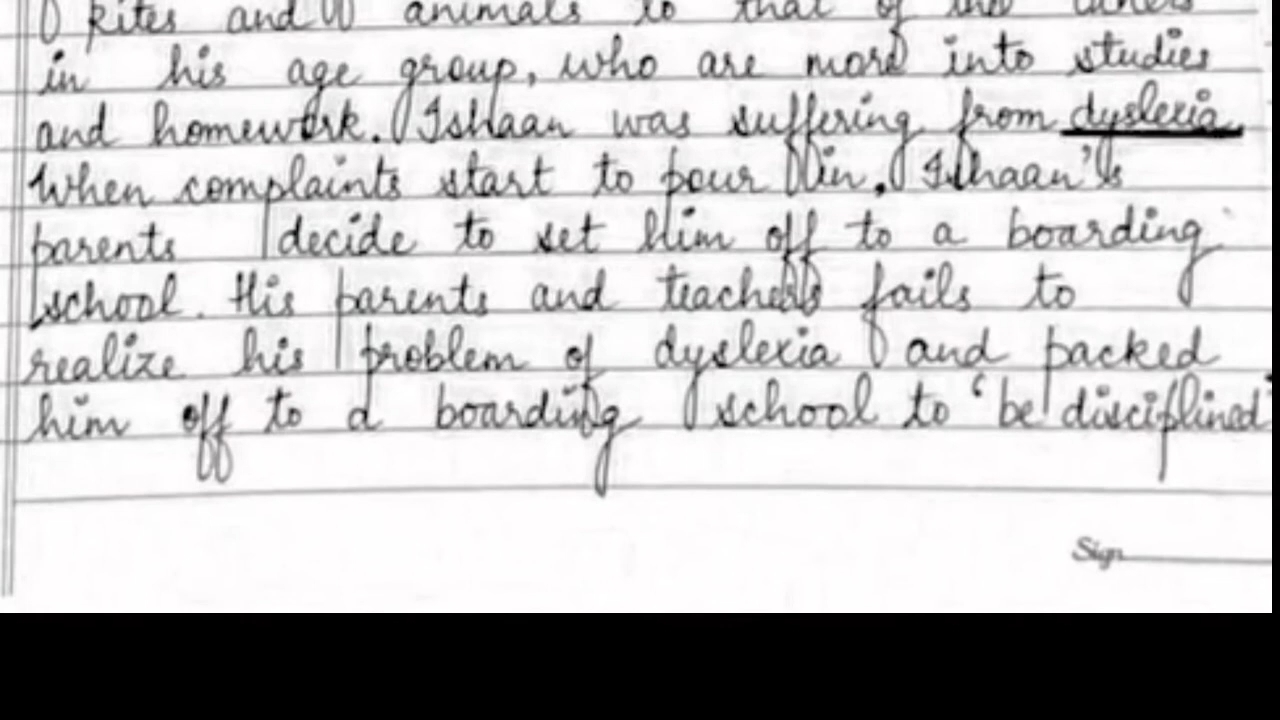 kites and animals to that of the others
in his age group, who are more into studies
and homework. Ishaan was suffering from dyslexia.
When complaints start to pour in, Ishaan's
parents decide to set him off to a boarding
school. His parents and teachers fails to
realize his problem of dyslexia and packed
him off to a boarding school to 'be disciplined'
Sign